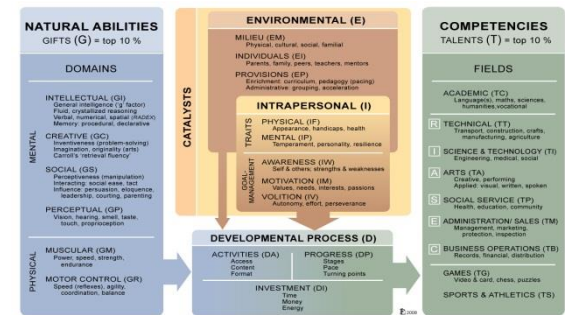 NATURAL ABILITIES
GIFTS (G) = top 10 %
DOMAINS
MENTAL
INTELLECTUAL (GI)
General intelligence ('g' factor)
Fluid, crystallized reasoning
Verbal, numerical, spatial (RADEX)
Memory: procedural, declarative
CREATIVE (GC)
Inventiveness (problem-solving)
Imagination, originality (arts)
Carroll's 'retrieval fluency'
SOCIAL (GS)
Perceptiveness (manipulation)
Interacting: social ease, tact
Influence: persuasion, eloquence,
leadership, courting, parenting
PERCEPTUAL (GP)
Vision, hearing, smell, taste,
touch, proprioception
PHYSICAL
MUSCULAR (GM)
Power, speed, strength,
endurance
MOTOR CONTROL (GR)
Speed (reflexes), agility,
coordination, balance
CATALYSTS
ENVIRONMENTAL (E)
MILIEU (EM)
Physical, cultural, social, familial
INDIVIDUALS (EI)
Parents, family, peers, teachers, mentors
PROVISIONS (EP)
Enrichment: curriculum, pedagogy (pacing)
Administrative: grouping, acceleration
INTRAPERSONAL (I)
TRAITS
PHYSICAL (IF)
Appearance, handicaps, health
MENTAL (IP)
Temperament, personality, resilience
GOAL-
MANAGEMENT
AWARENESS (IW)
Self & others; strengths & weaknesses
MOTIVATION (IM)
Values, needs, interests, passions
VOLITION (IV)
Autonomy, effort, perseverance
DEVELOPMENTAL PROCESS (D)
ACTIVITIES (DA)
Access
Content
Format
PROGRESS (DP)
Stages
Pace
Turning points
INVESTMENT (DI)
Time
Money
Energy
COMPETENCIES
TALENTS (T) = top 10 %
FIELDS
ACADEMIC (TC)
Language(s), maths, sciences,
humanities, vocational
R TECHNICAL (TT)
Transport, construction, crafts,
manufacturing, agriculture
I SCIENCE & TECHNOLOGY (TI)
Engineering, medical, social
A ARTS (TA)
Creative, performing
Applied: visual, written, spoken
S SOCIAL SERVICE (TP)
Health, education, community
E ADMINISTRATION/ SALES (TM)
Management, marketing,
protection, inspection
C BUSINESS OPERATIONS (TB)
Records, financial, distribution
GAMES (TG)
Video & card, chess, puzzles
SPORTS & ATHLETICS (TS)